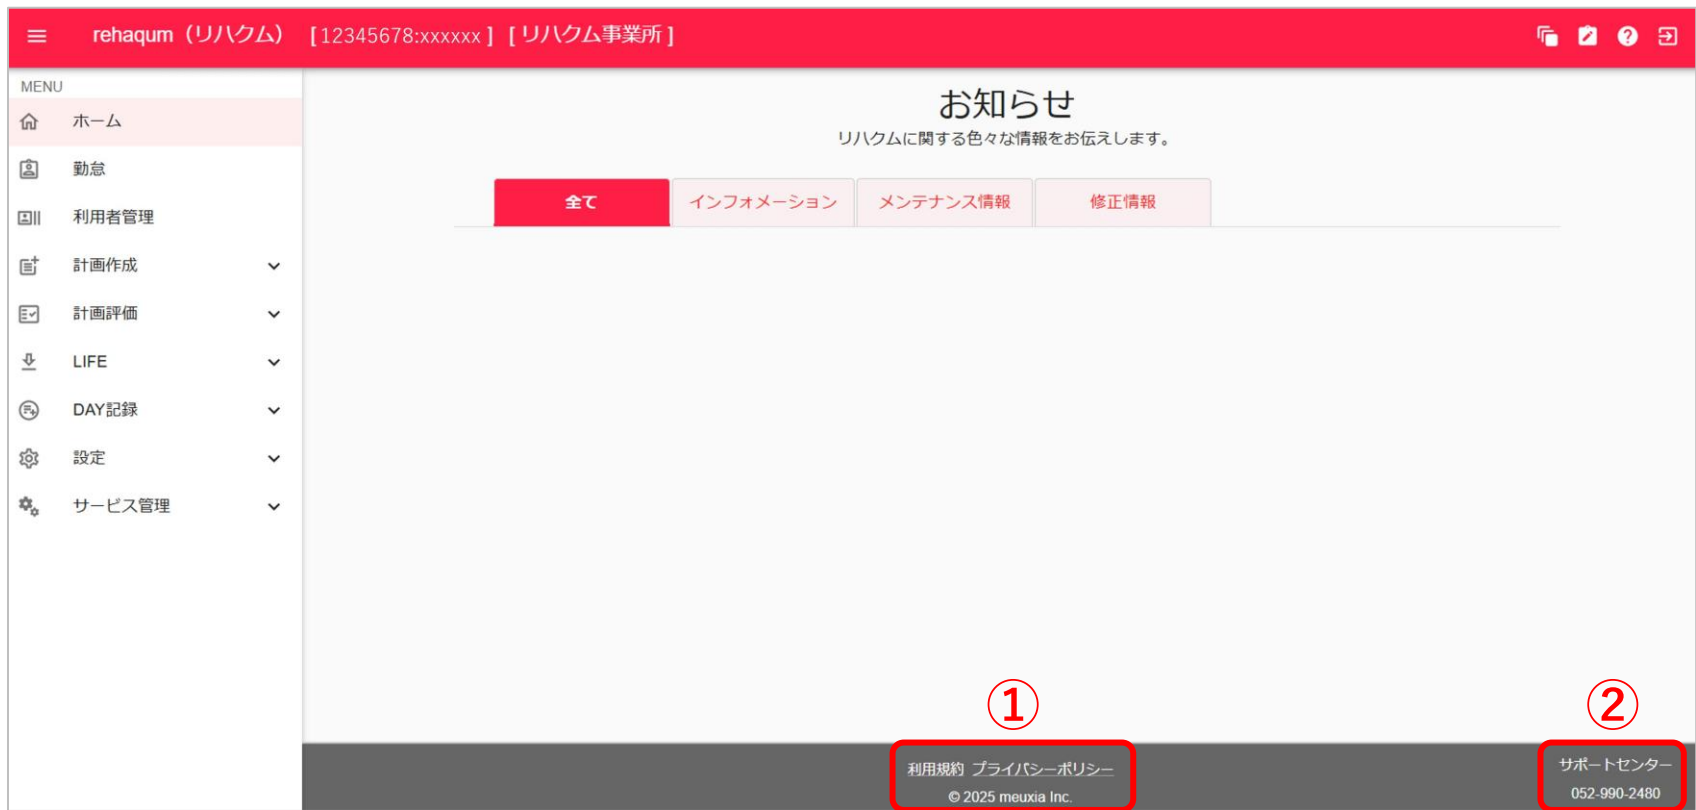 rehaqum（リハクム） [12345678:xxxxxx] [リハクム事業所]
MENU
ホーム
勤怠
利用者管理
計画作成
計画評価
LIFE
DAY記録
設定
サービス管理
お知らせ
リハクムに関する色々な情報をお伝えします。
全て インフォメーション メンテナンス情報 修正情報
①
利用規約 プライバシーポリシー
© 2025 meuxia Inc.
②
サポートセンター
052-990-2480